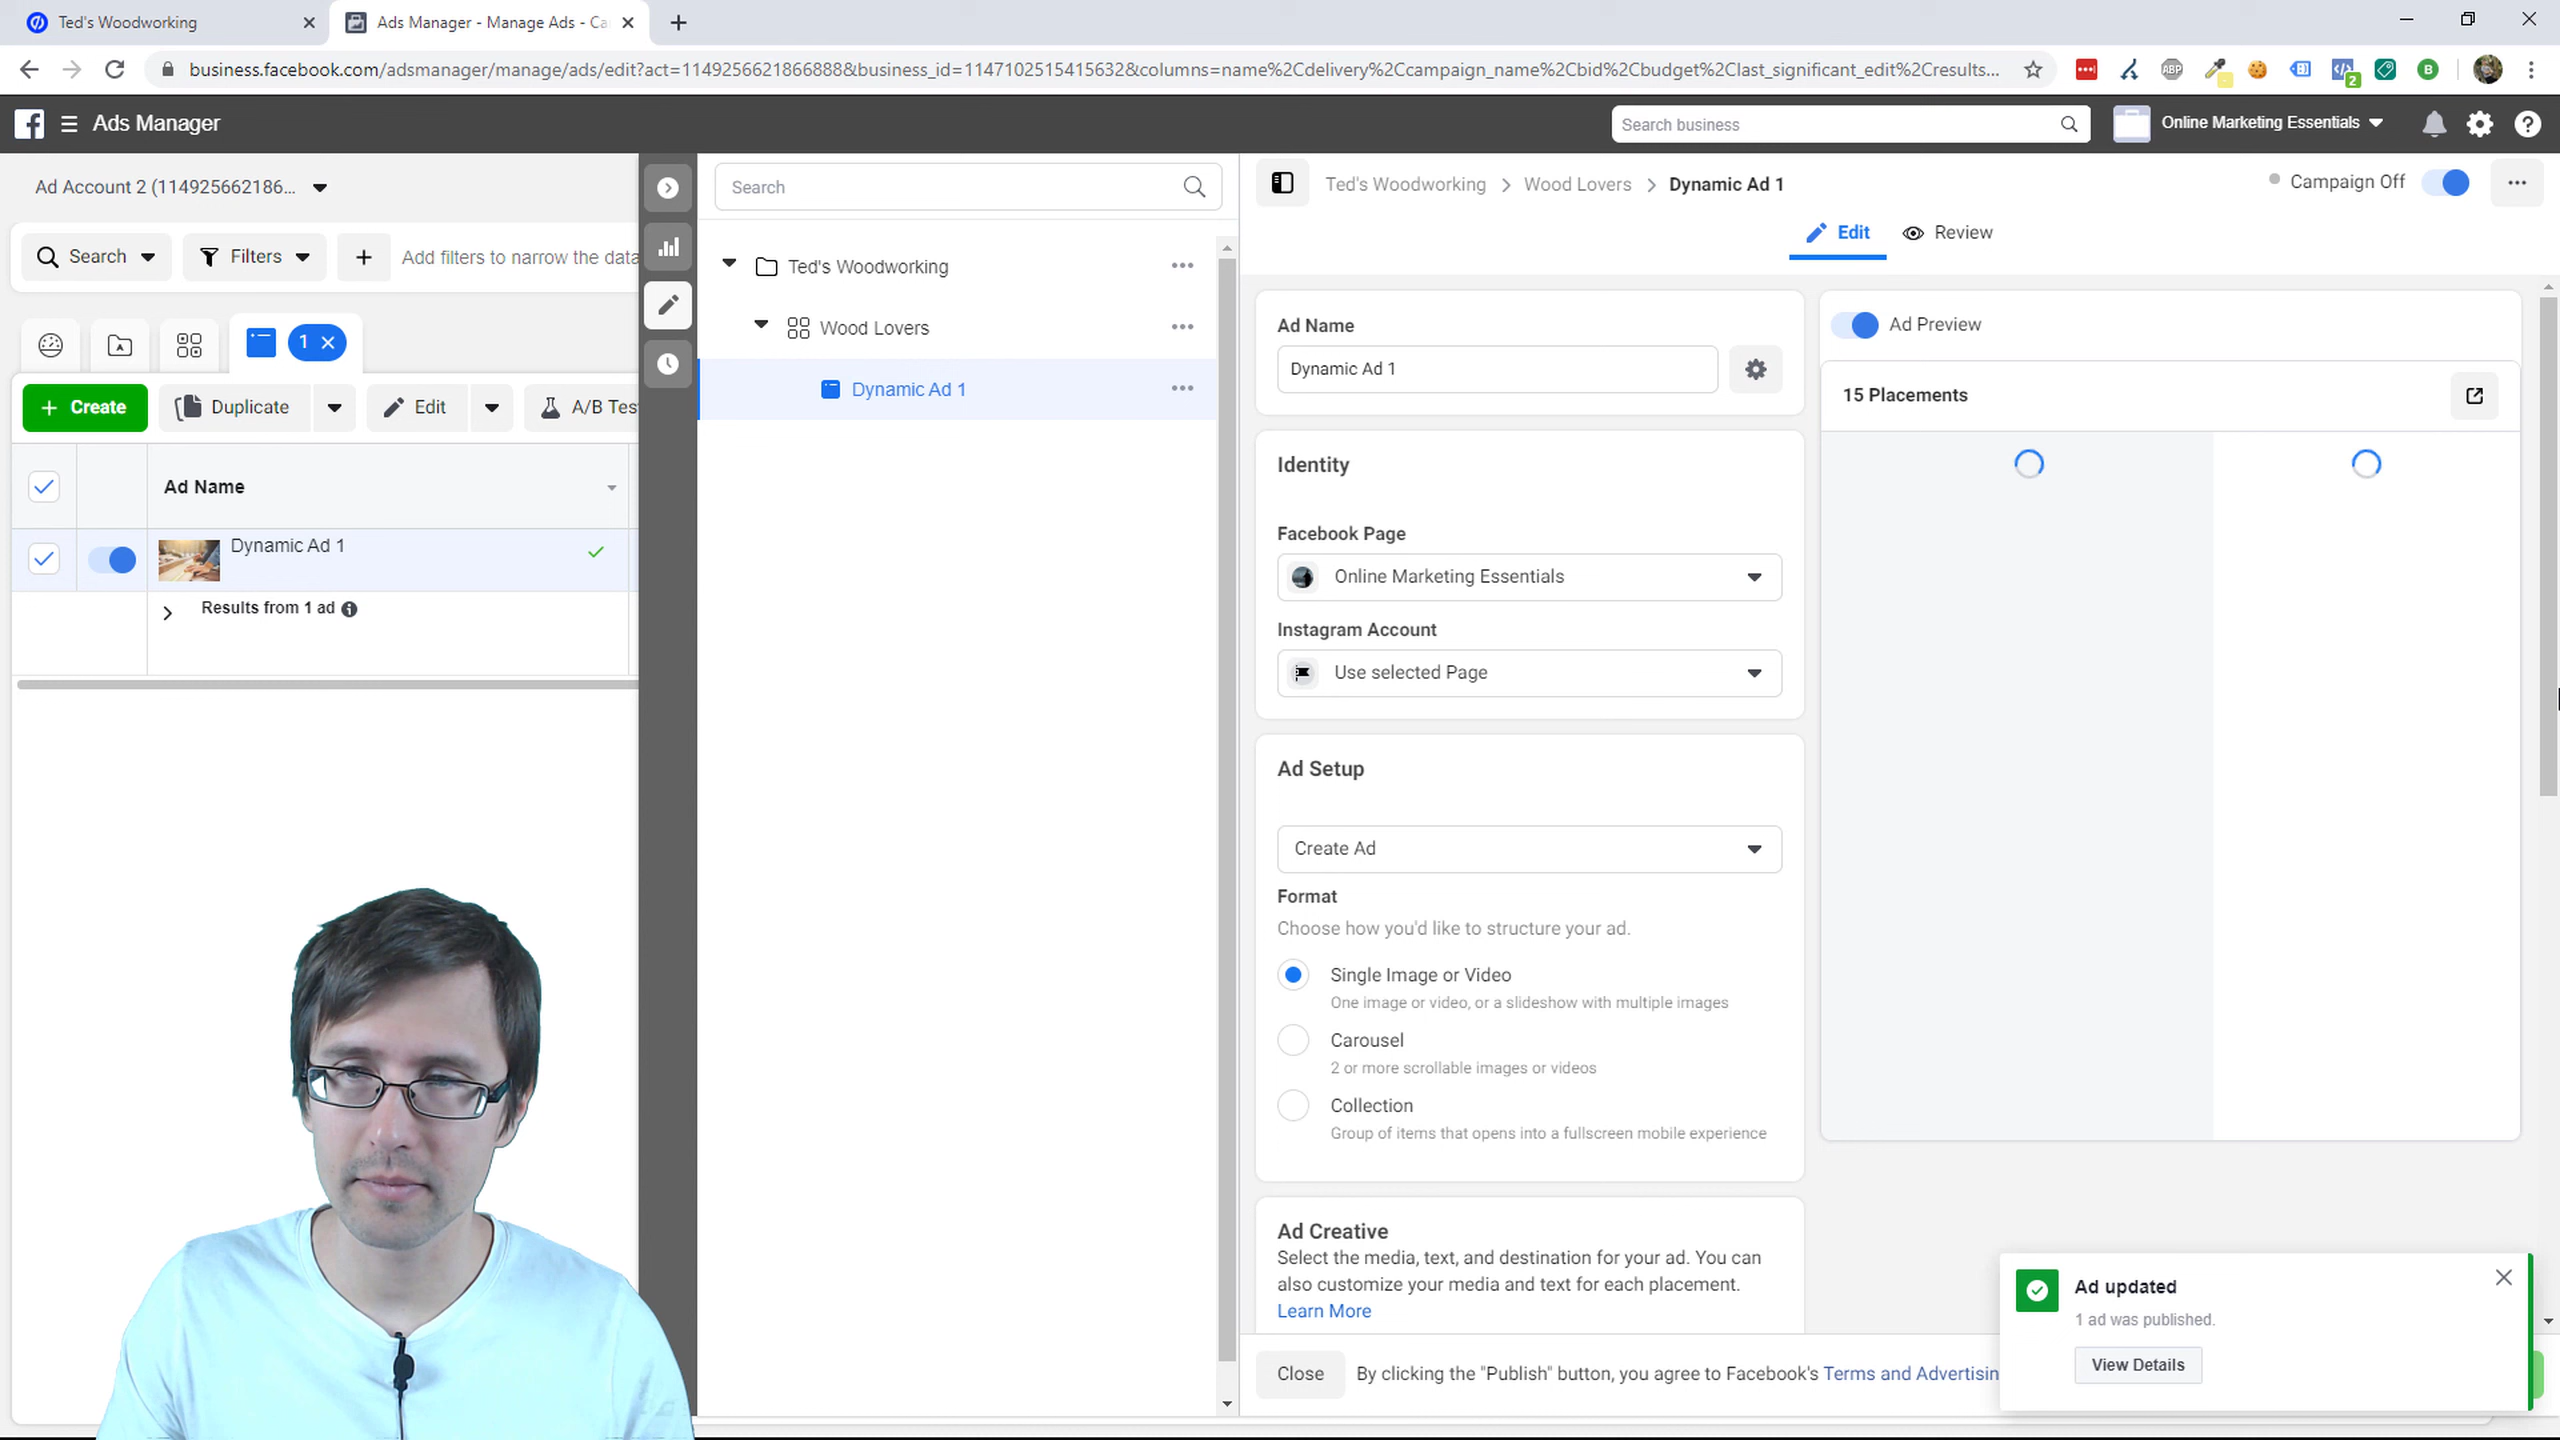 Ted's Woodworking
Ads Manager - Manage Ads - Ca
business.facebook.com/adsmanager/manage/ads/edit?act=1149256621866888&business_id=1147102515415632&columns=name%2Cdelivery%2Ccampaign_name%2Cbid%2Cbudget%2Clast_significant_edit%2Cresults...
ABP
2
B
Ads Manager
Search business
Online Marketing Essentials
Ad Account 2 (114925662186...
Search
Filters
Add filters to narrow the data
1
Create
Duplicate
Edit
A/B Tes
Ad Name
Dynamic Ad 1
Results from 1 ad
Search
Ted's Woodworking
Wood Lovers
Dynamic Ad 1
Ted's Woodworking > Wood Lovers > Dynamic Ad 1
Campaign Off
Edit
Review
Ad Name
Dynamic Ad 1
Identity
Facebook Page
Online Marketing Essentials
Instagram Account
Use selected Page
Ad Setup
Create Ad
Format
Choose how you'd like to structure your ad.
Single Image or Video
One image or video, or a slideshow with multiple images
Carousel
2 or more scrollable images or videos
Collection
Group of items that opens into a fullscreen mobile experience
Ad Creative
Select the media, text, and destination for your ad. You can
also customize your media and text for each placement.
Learn More
Ad Preview
15 Placements
Close
By clicking the "Publish" button, you agree to Facebook's Terms and Advertisin
Ad updated
1 ad was published.
View Details